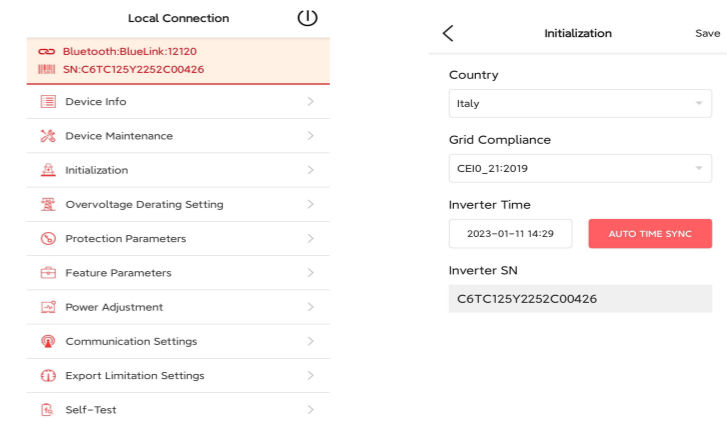 Local Connection
Bluetooth:BlueLink:12120
SN:C6TC125Y2252C00426
Device Info
Device Maintenance
Initialization
Overvoltage Derating Setting
Protection Parameters
Feature Parameters
Power Adjustment
Communication Settings
Export Limitation Settings
Self-Test
Initialization
Save
Country
Italy
Grid Compliance
CEI0_21:2019
Inverter Time
2023-01-11 14:29
AUTO TIME SYNC
Inverter SN
C6TC125Y2252C00426